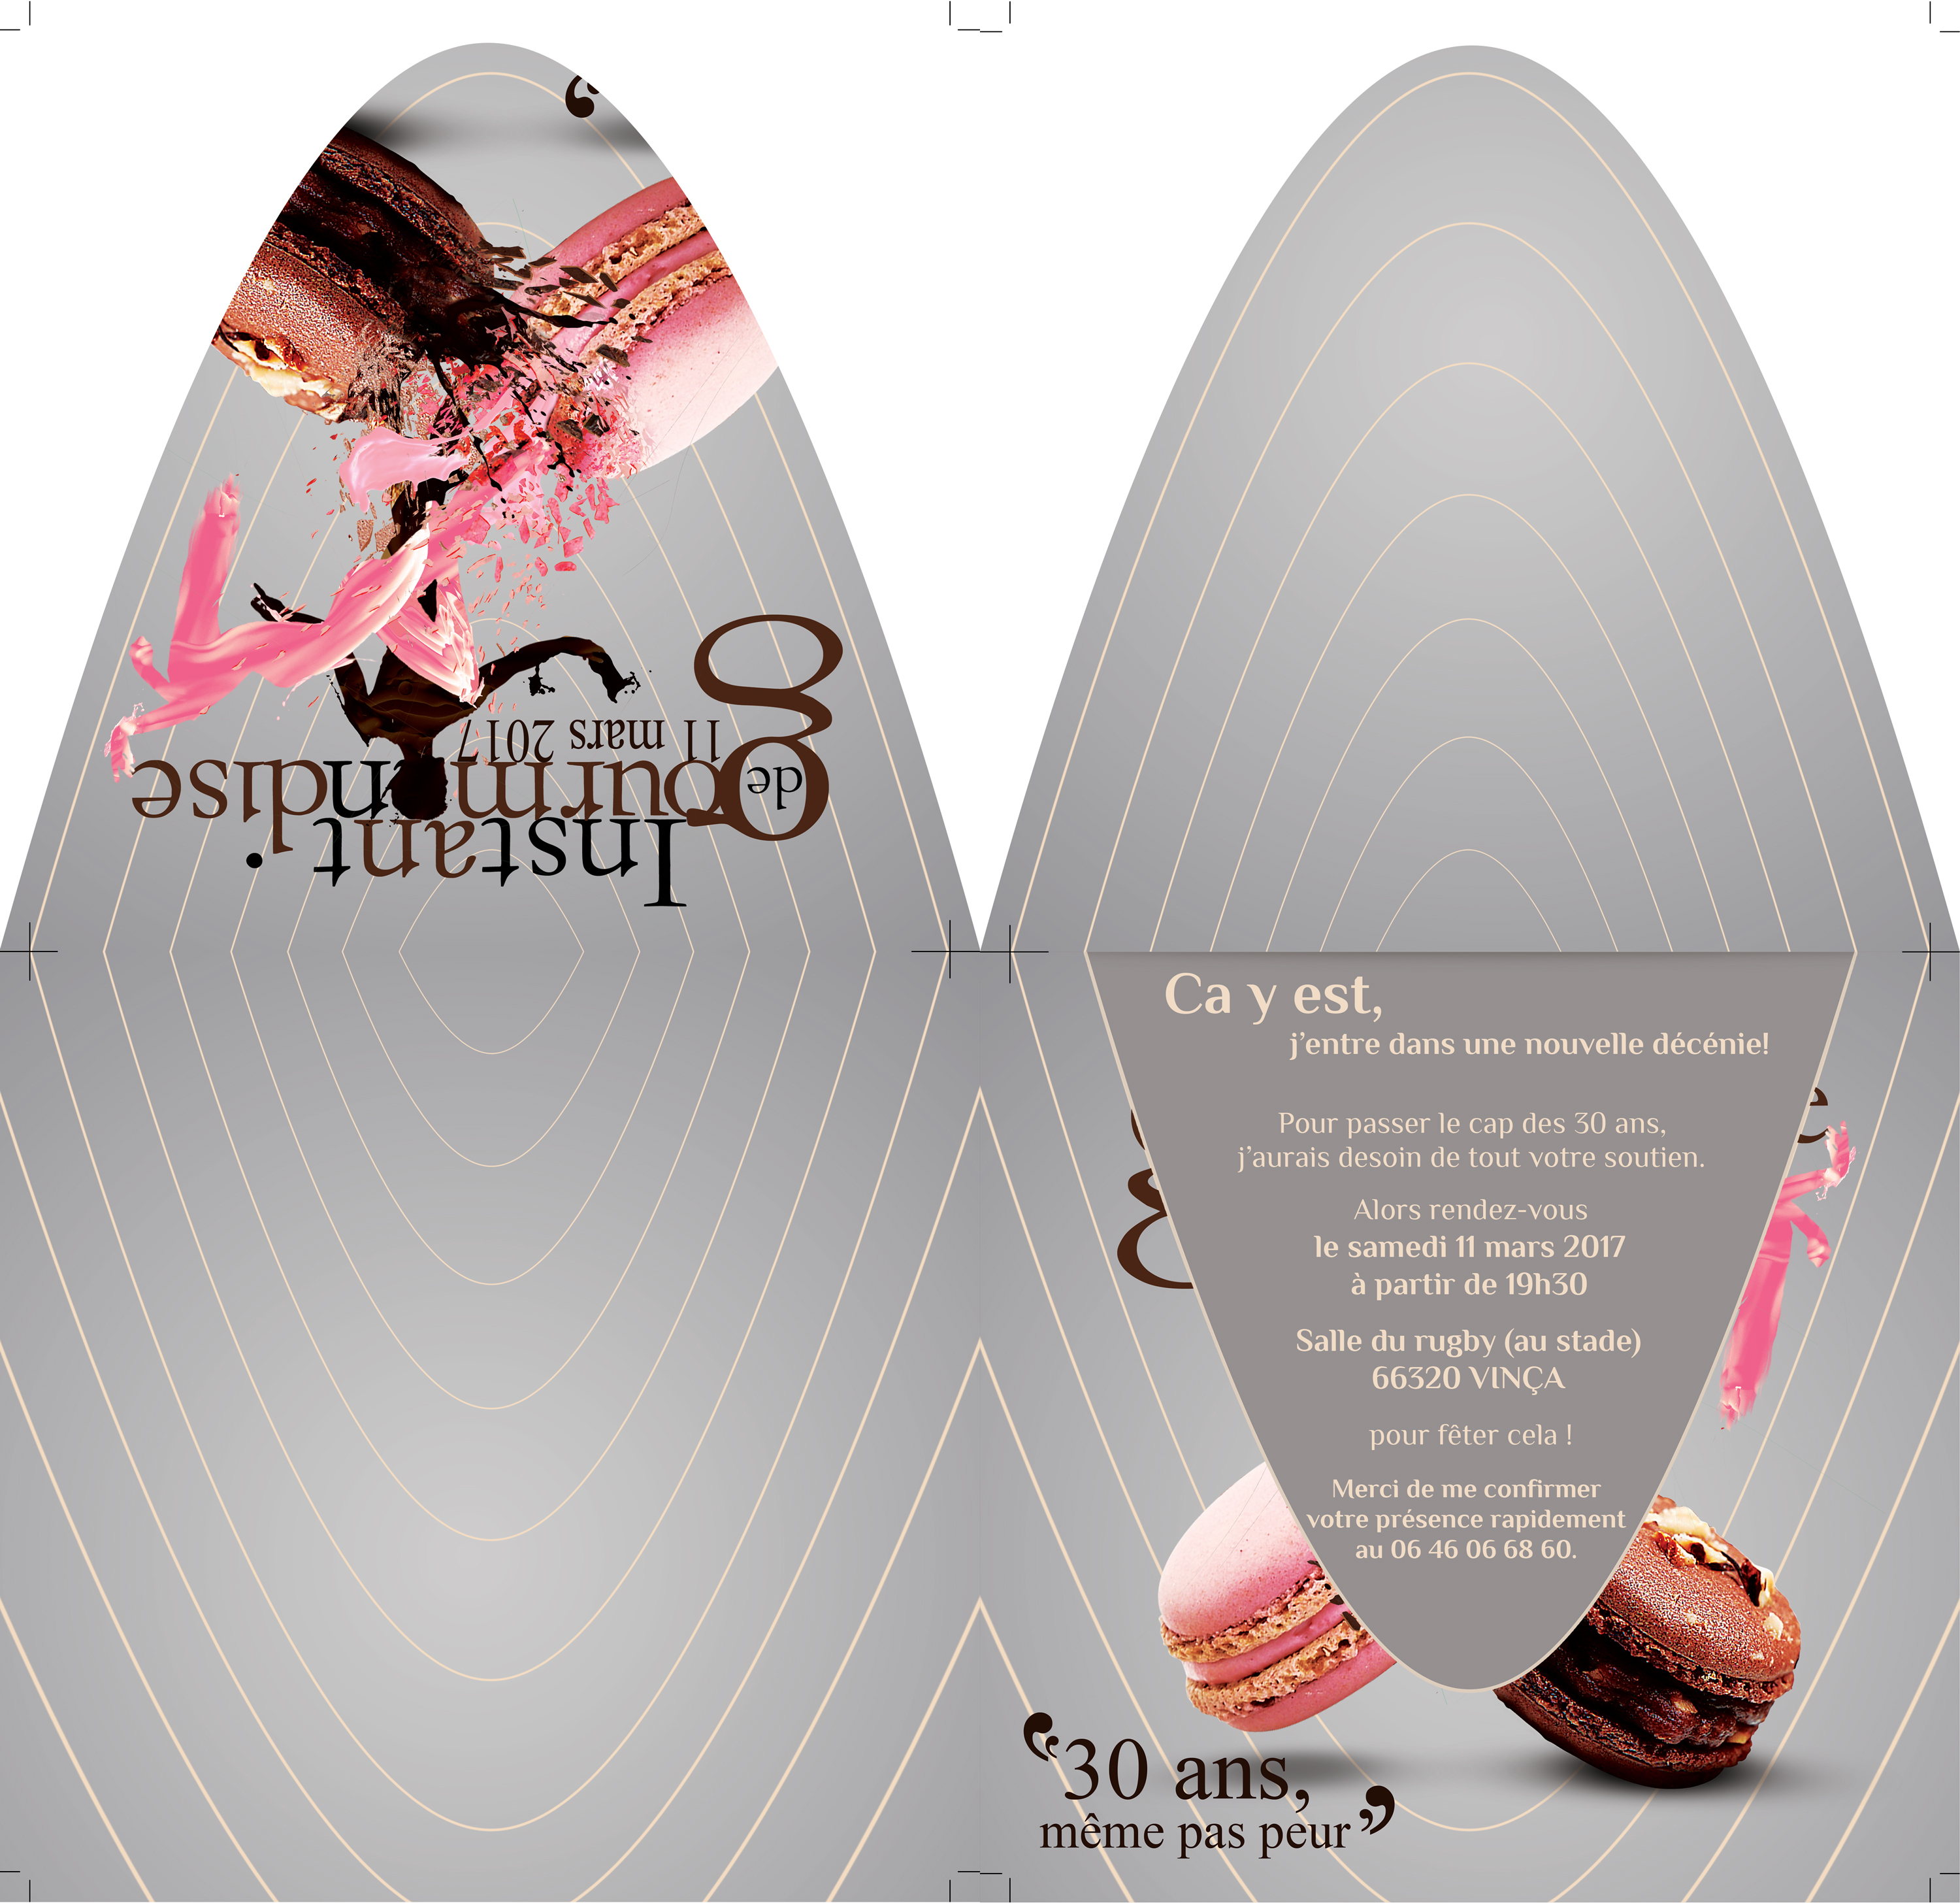 Instant
de gourmandise
11 mars 2017
Ca y est,
j'entre dans une nouvelle décénie!
Pour passer le cap des 30 ans,
j'aurais desoin de tout votre soutien.
Alors rendez-vous
le samedi 11 mars 2017
à partir de 19h30
Salle du rugby (au stade)
66320 VINÇA
pour fêter cela !
Merci de me confirmer
votre présence rapidement
au 06 46 06 68 60.
e
g
“30 ans,
même pas peur”